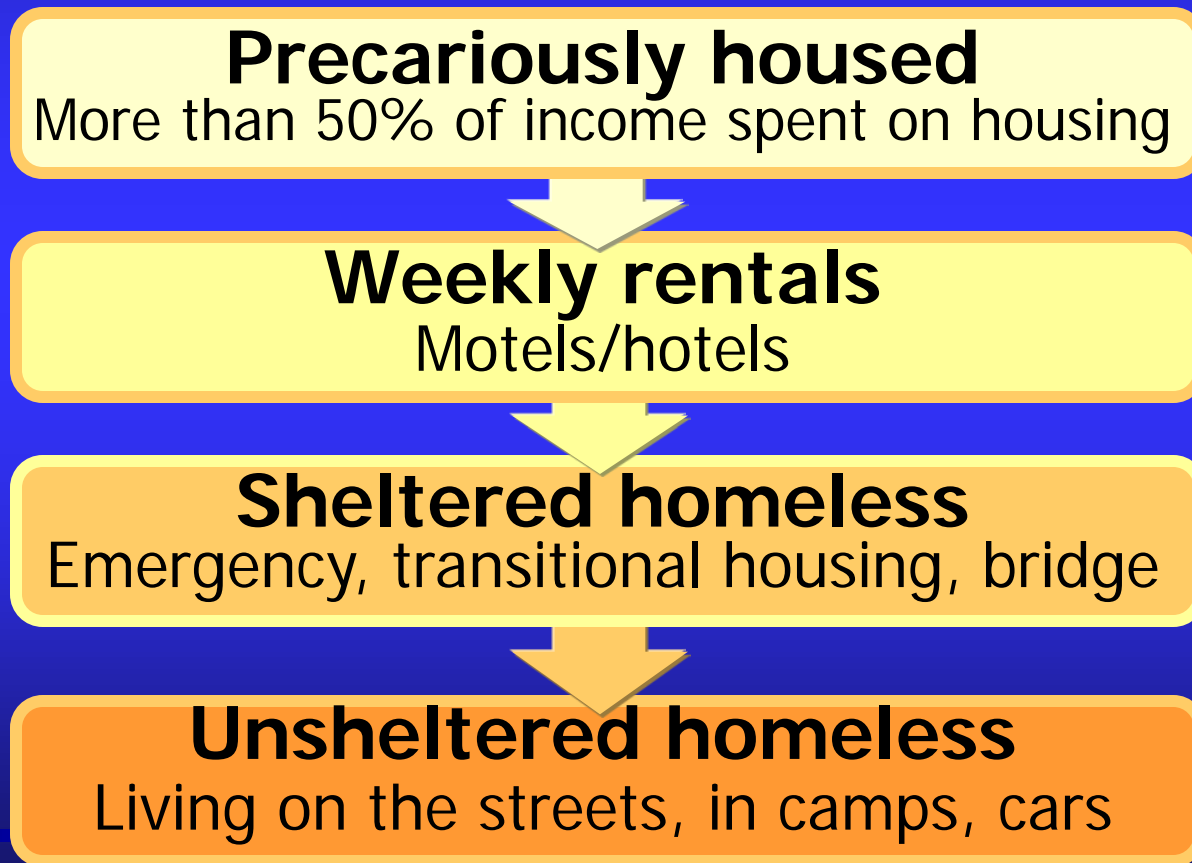 Precariously housed
More than 50% of income spent on housing
Weekly rentals
Motels/hotels
Sheltered homeless
Emergency, transitional housing, bridge
Unsheltered homeless
Living on the streets, in camps, cars